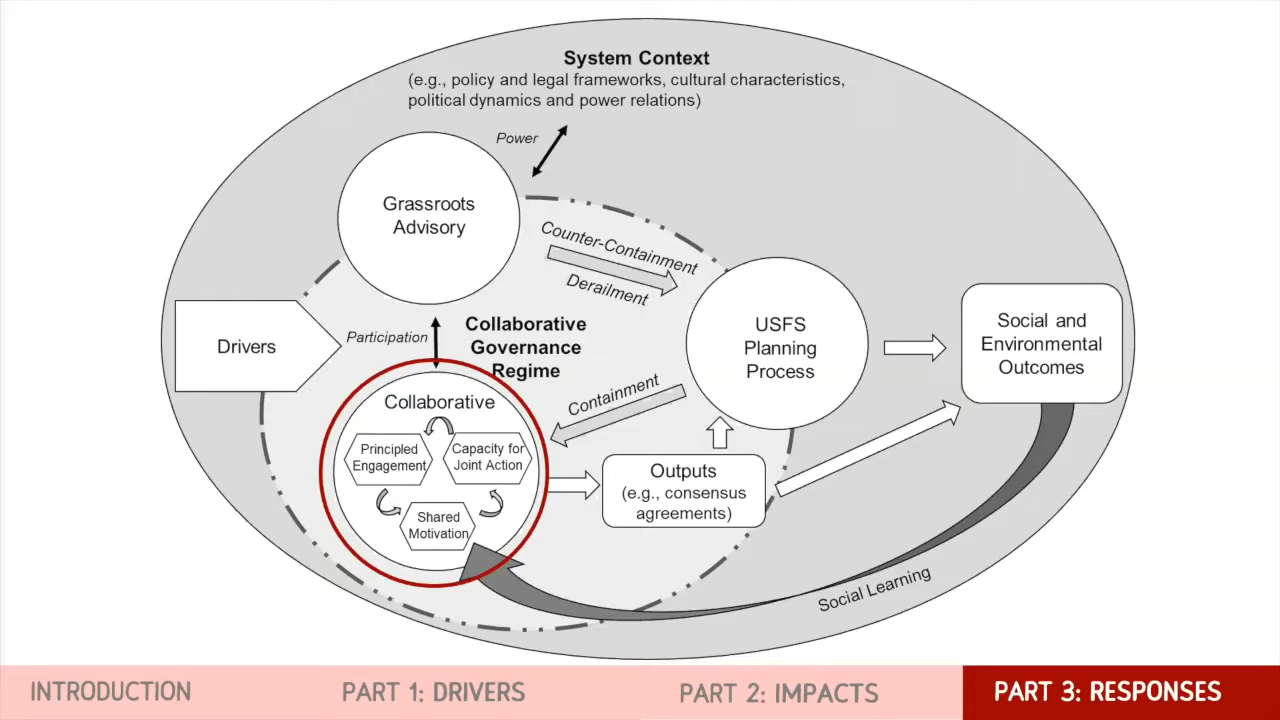 System Context
(e.g., policy and legal frameworks, cultural characteristics,
political dynamics and power relations)
Power
Grassroots
Advisory
Counter-Containment
Derailment
Drivers
Participation
Collaborative
Governance
Regime
USFS
Planning
Process
Social and
Environmental
Outcomes
Containment
Collaborative
Principled
Engagement
Capacity for
Joint Action
Shared
Motivation
Outputs
(e.g., consensus
agreements)
Social Learning
INTRODUCTION
PART 1: DRIVERS
PART 2: IMPACTS
PART 3: RESPONSES